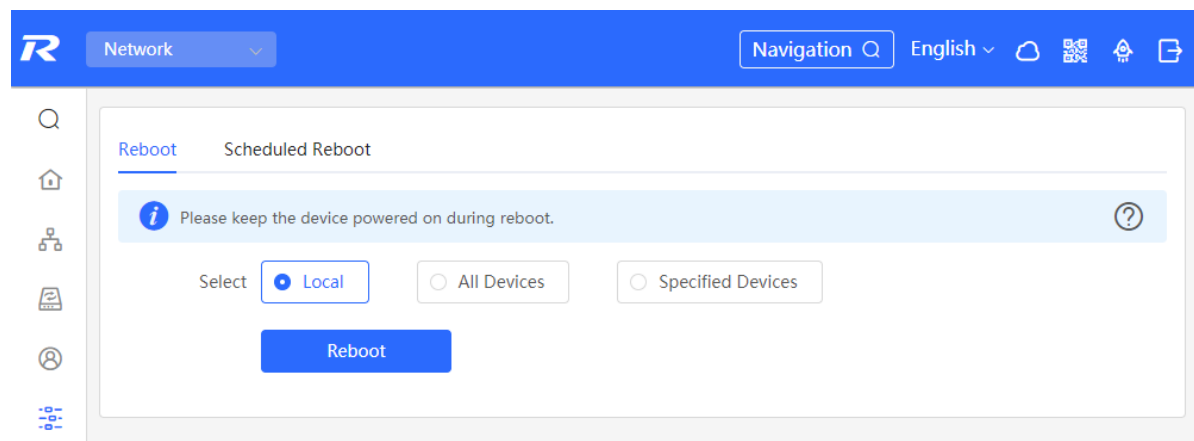 R Network Navigation English
Reboot Scheduled Reboot
i Please keep the device powered on during reboot. ?
Select Local All Devices Specified Devices
Reboot